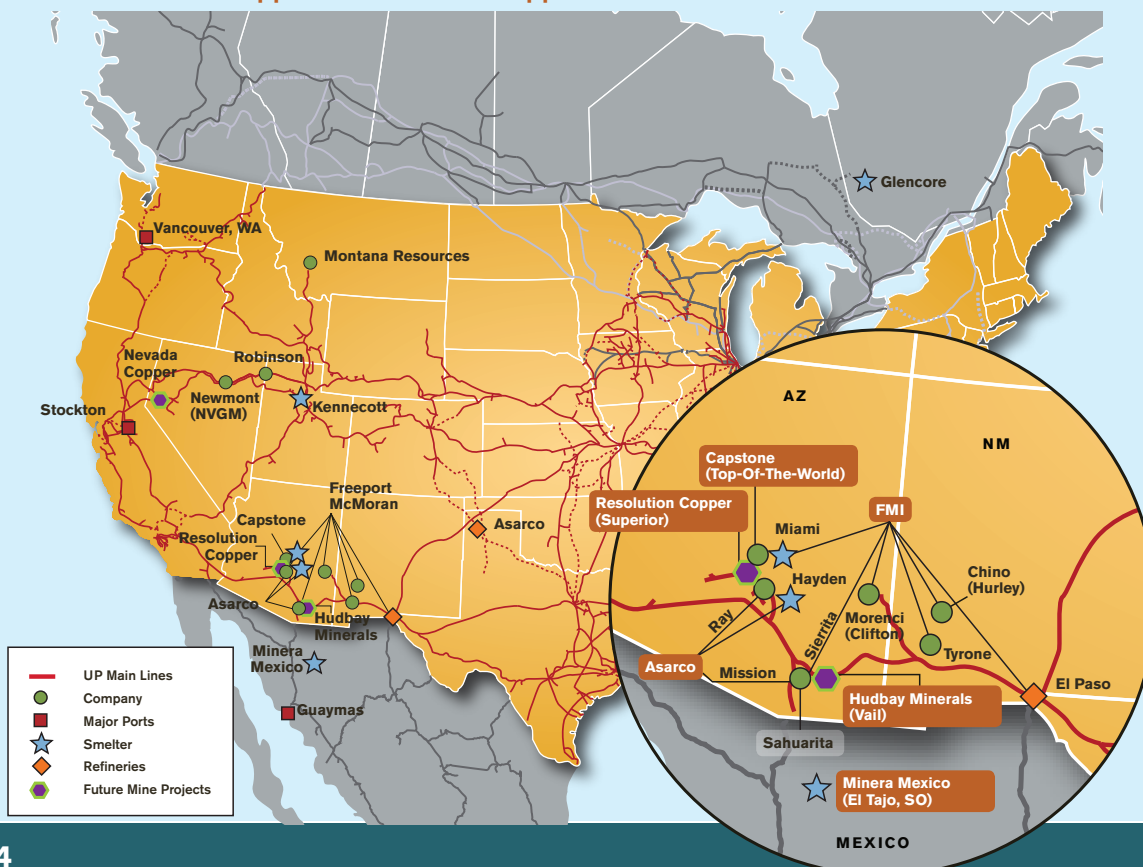 Glencore
Vancouver, WA
Montana Resources
Nevada
Copper
Robinson
Newmont
(NVGM)
Kennecott
Stockton
Freeport
McMoran
Capstone
Resolution
Copper
Asarco
Asarco
Hudbay
Minerals
Minera
Mexico
Guaymas
UP Main Lines
Company
Major Ports
Smelter
Refineries
Future Mine Projects
AZ
NM
Capstone
(Top-Of-The-World)
Resolution Copper
(Superior)
FMI
Miami
Hayden
Chino
(Hurley)
Ray
Sierrita
Morenci
(Clifton)
Tyrone
Asarco
Mission
El Paso
Hudbay Minerals
(Vail)
Sahuarita
Minera Mexico
(El Tajo, SO)
MEXICO
4